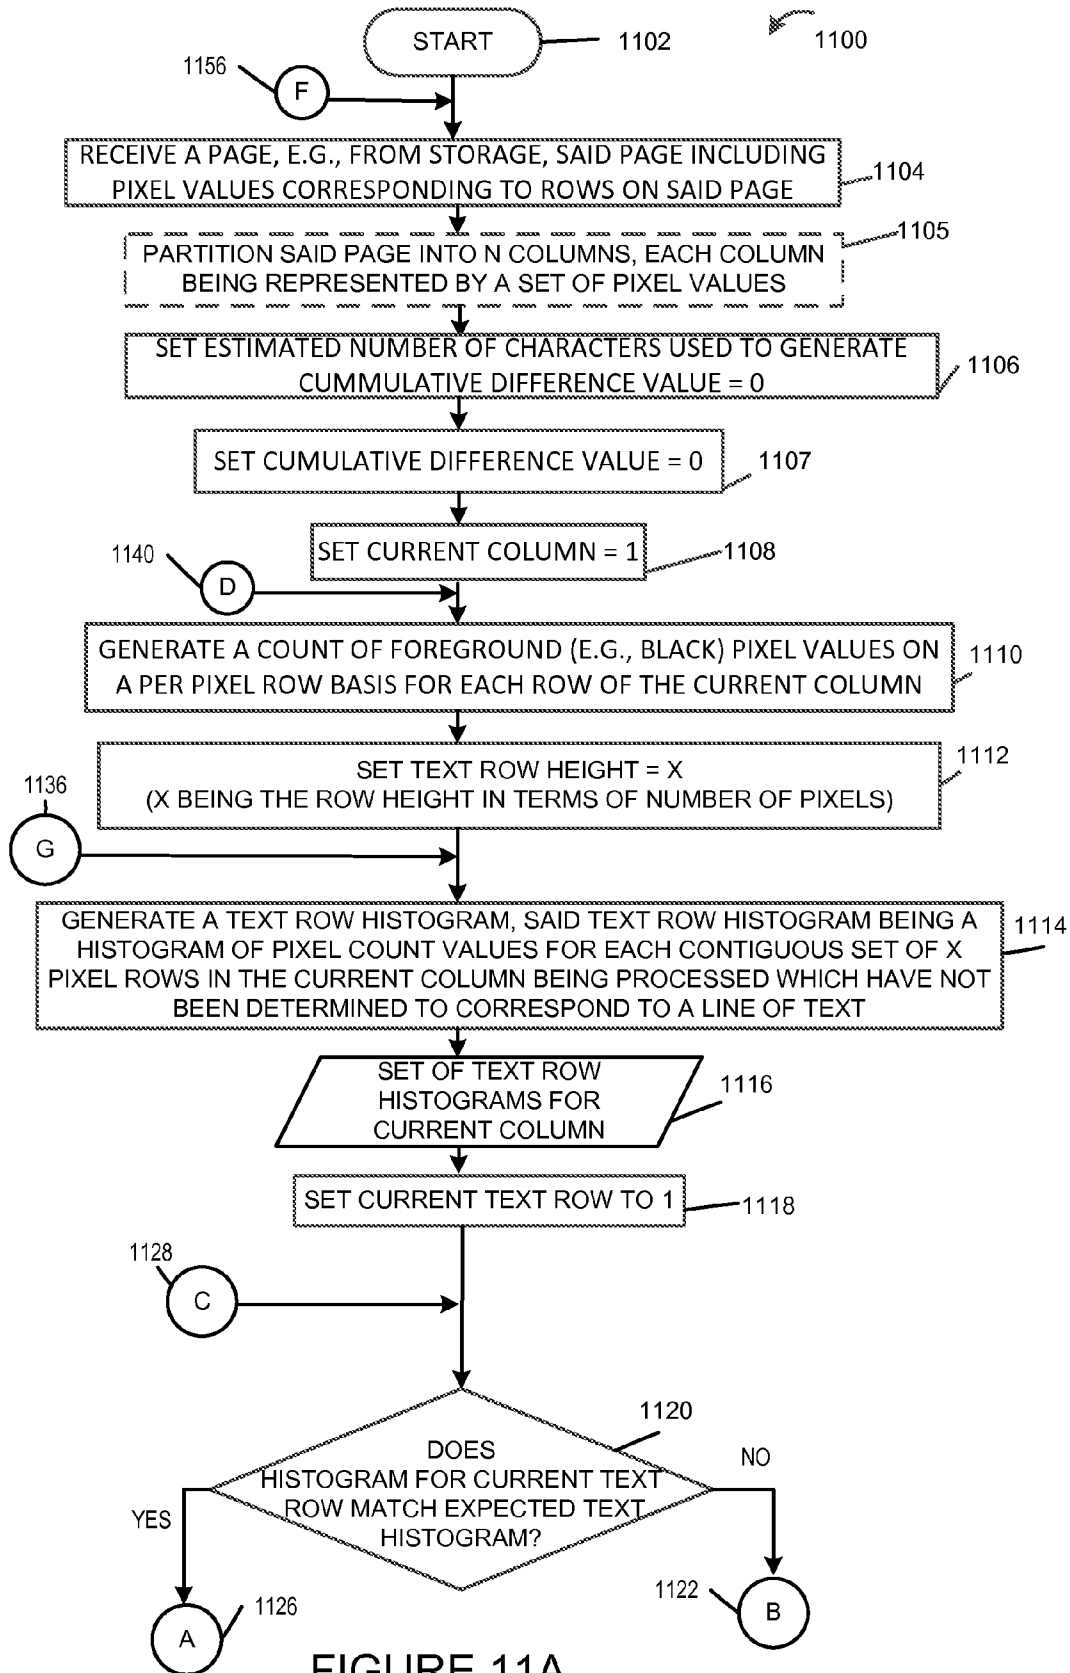 START
1102
1100
1156
F
RECEIVE A PAGE, E.G., FROM STORAGE, SAID PAGE INCLUDING
PIXEL VALUES CORRESPONDING TO ROWS ON SAID PAGE
1104
1105
PARTITION SAID PAGE INTO N COLUMNS, EACH COLUMN
BEING REPRESENTED BY A SET OF PIXEL VALUES
SET ESTIMATED NUMBER OF CHARACTERS USED TO GENERATE
CUMMULATIVE DIFFERENCE VALUE = 0
1106
SET CUMULATIVE DIFFERENCE VALUE = 0
1107
SET CURRENT COLUMN = 1
1108
1140
D
GENERATE A COUNT OF FOREGROUND (E.G., BLACK) PIXEL VALUES ON
A PER PIXEL ROW BASIS FOR EACH ROW OF THE CURRENT COLUMN
1110
SET TEXT ROW HEIGHT = X
(X BEING THE ROW HEIGHT IN TERMS OF NUMBER OF PIXELS)
1112
1136
G
GENERATE A TEXT ROW HISTOGRAM, SAID TEXT ROW HISTOGRAM BEING A
HISTOGRAM OF PIXEL COUNT VALUES FOR EACH CONTIGUOUS SET OF X
PIXEL ROWS IN THE CURRENT COLUMN BEING PROCESSED WHICH HAVE NOT
BEEN DETERMINED TO CORRESPOND TO A LINE OF TEXT
1114
SET OF TEXT ROW
HISTOGRAMS FOR
CURRENT COLUMN
1116
SET CURRENT TEXT ROW TO 1
1118
1128
C
1120
DOES
HISTOGRAM FOR CURRENT TEXT
ROW MATCH EXPECTED TEXT
HISTOGRAM?
NO
YES
1122
B
1126
A
FIGURE 11A